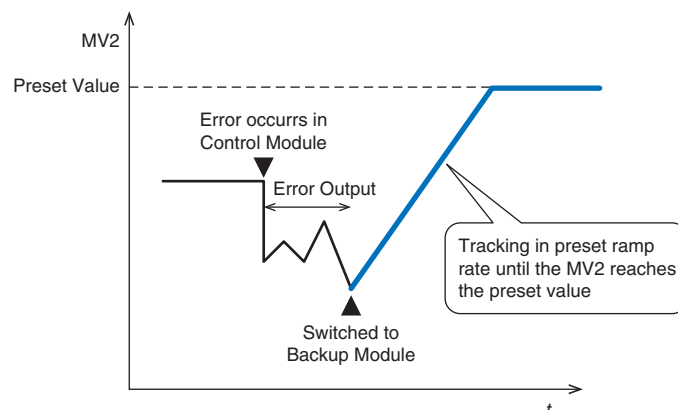 MV2
Preset Value
Error occurrs in
Control Module
Error Output
Tracking in preset ramp
rate until the MV2 reaches
the preset value
Switched to
Backup Module
t